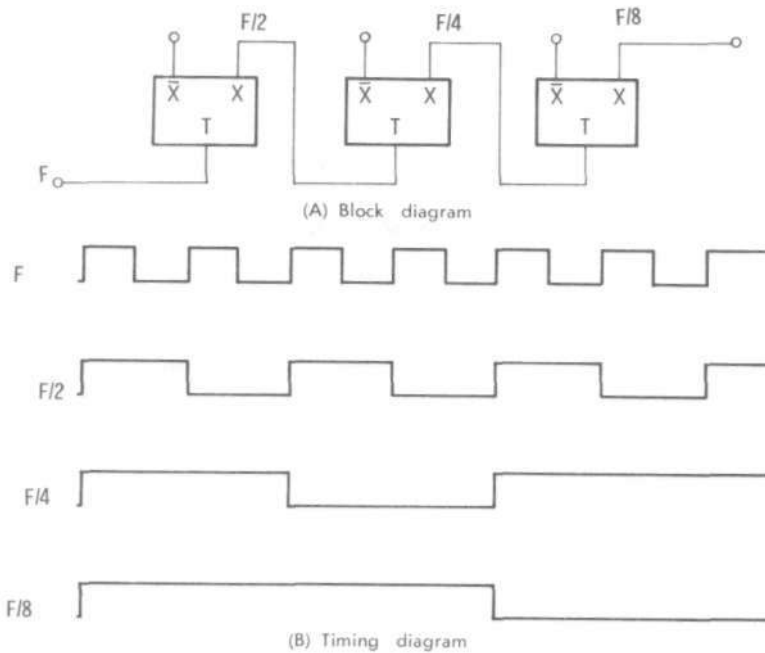 F/2 F/4 F/8
X̅ X X̅ X X̅ X
T T T
F
(A) Block diagram
F
F/2
F/4
F/8
(B) Timing diagram